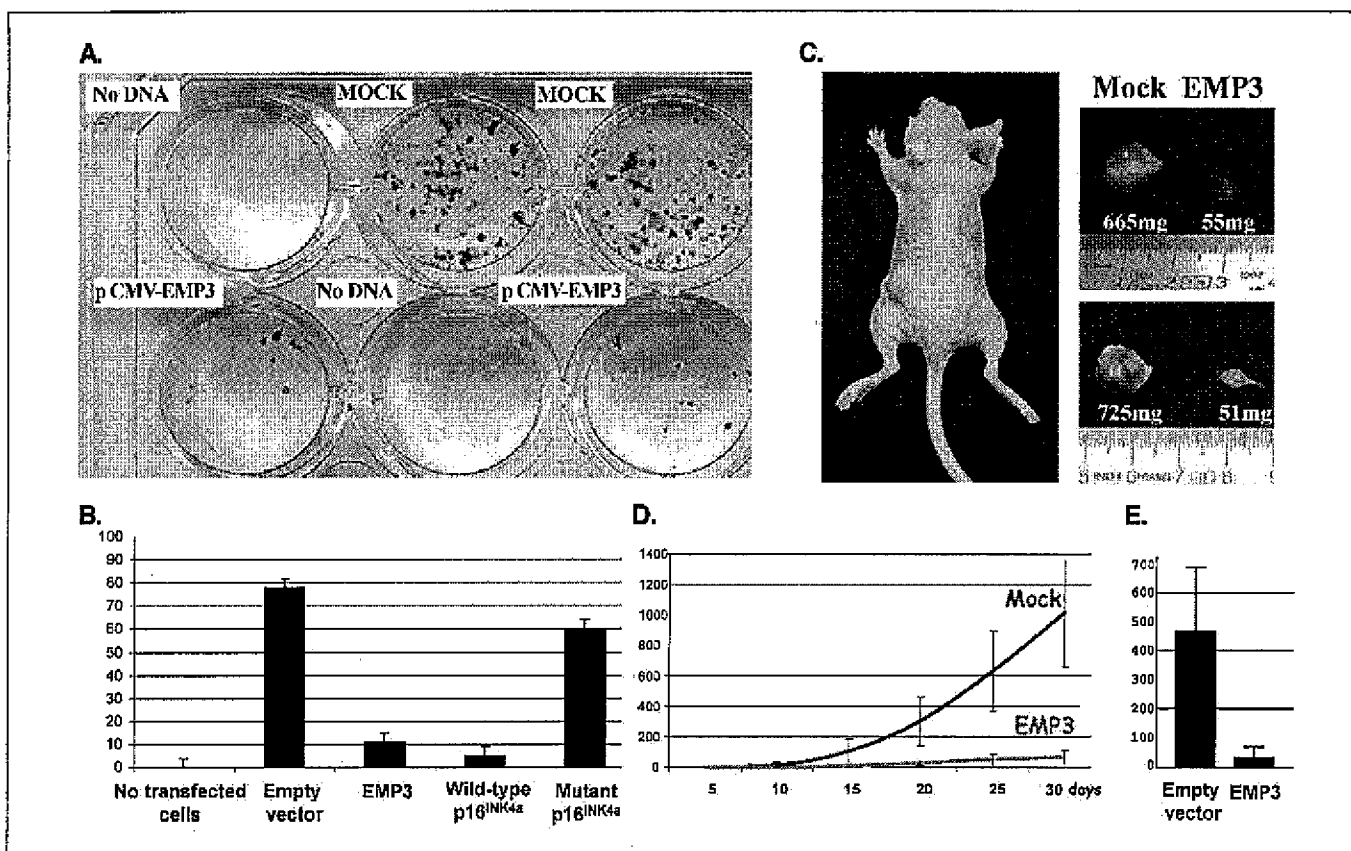 A.
No DNA MOCK MOCK
pCMV-EMP3 No DNA pCMV-EMP3
C.
Mock EMP3
665mg 55mg
725mg 51mg
B.
100
90
80
70
60
50
40
30
20
10
0
No transfected cells
Empty vector
EMP3
Wild-type p16INK4a
Mutant p16INK4a
D.
1400
1200
1000
800
600
400
200
0
Mock
EMP3
5 10 15 20 25 30 days
E.
700
600
500
400
300
200
100
0
Empty vector
EMP3